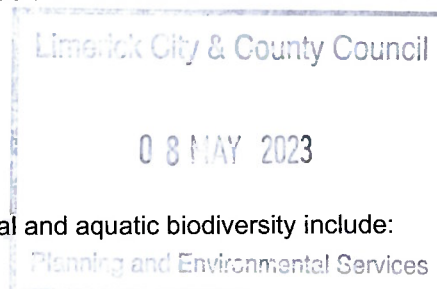 Limerick City & County Council
08 MAY 2023
al and aquatic biodiversity include:
Planning and Environmental Services